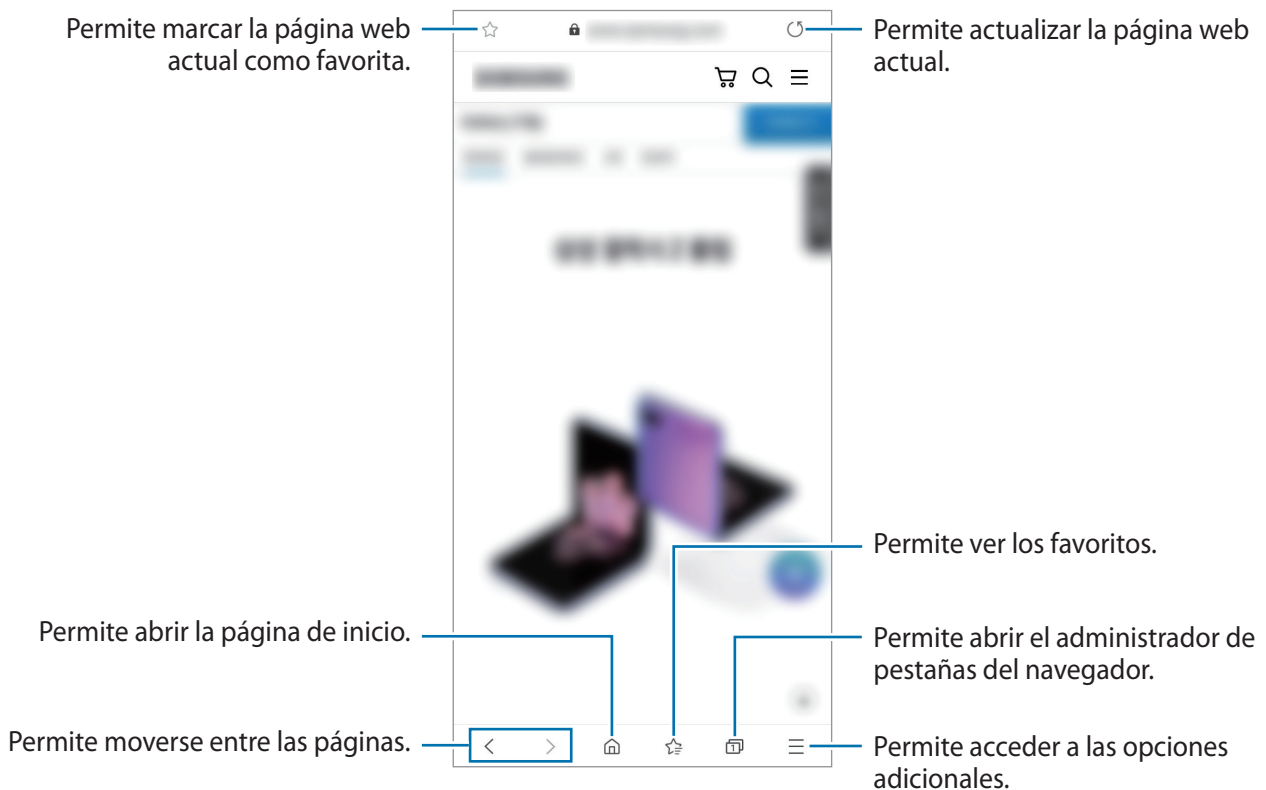 Permite marcar la página web
actual como favorita.
Permite actualizar la página web
actual.
Permite ver los favoritos.
Permite abrir la página de inicio.
Permite abrir el administrador de
pestañas del navegador.
1
Permite moverse entre las páginas.
Permite acceder a las opciones
adicionales.